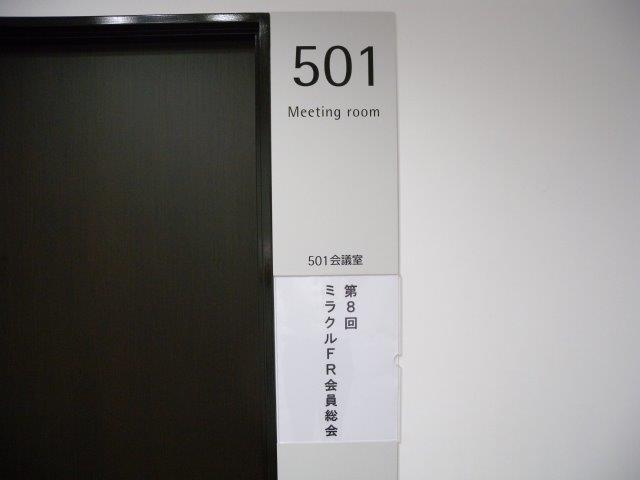 501
Meeting room
501会議室
第8回
ミラクルFR会員総会